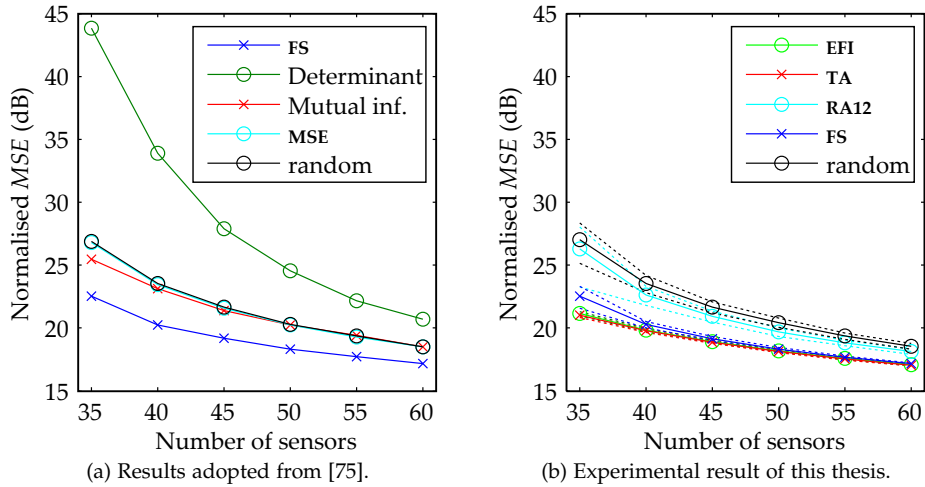 45
40
35
30
25
20
15
Normalised MSE (dB)
FS
Determinant
Mutual inf.
MSE
random
35 40 45 50 55 60
Number of sensors
(a) Results adopted from [75].
45
40
35
30
25
20
15
Normalised MSE (dB)
EFI
TA
RA12
FS
random
35 40 45 50 55 60
Number of sensors
(b) Experimental result of this thesis.